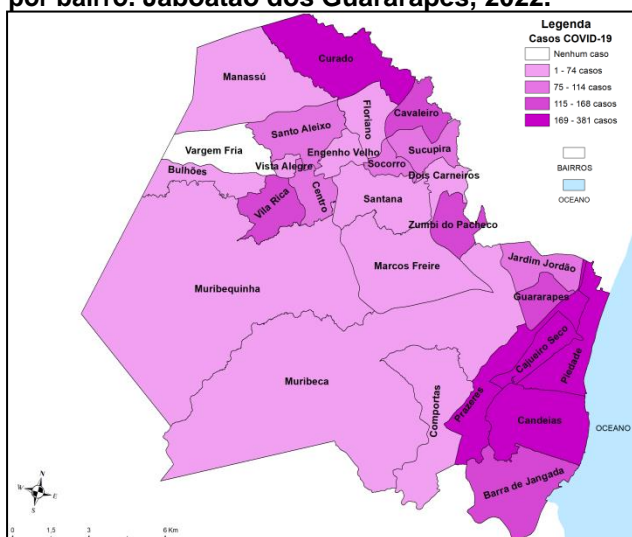 por bairro. Jaboatão dos Guararapes, 2022.
Legenda
Casos COVID-19
Nenhum caso
1 - 74 casos
75 - 114 casos
115 - 168 casos
169 - 381 casos
BAIRROS
OCEANO
Curado
Manassú
Floriano
Cavaleiro
Santo Aleixo
Vargem Fria
Engenho Velho
Sucupira
Vista Alegre
Socorro
Bulhões
Dois Carneiros
Vila Rica
Centro
Santana
Zumbi do Pacheco
Marcos Freire
Jardim Jordão
Muribequinha
Guararapes
Cajueiro Seco
Piedade
Muribeca
Comportas
Prazeres
Candeias
OCEANO
Barra de Jangada
N
W
E
S
0 1,5 3 6 Km